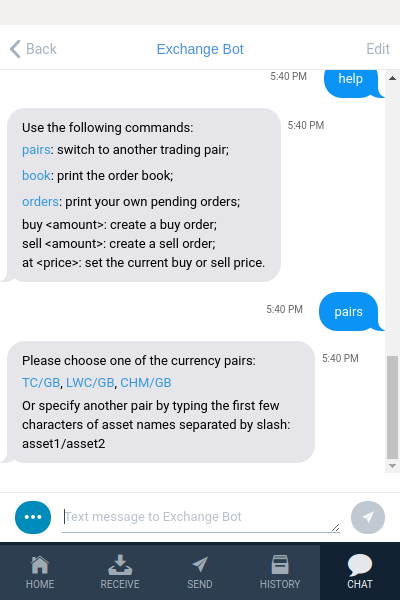 Back
Exchange Bot
Edit
5:40 PM
help
Use the following commands:
5:40 PM
pairs: switch to another trading pair;
book: print the order book;
orders: print your own pending orders;
buy <amount>: create a buy order;
sell <amount>: create a sell order;
at <price>: set the current buy or sell price.
5:40 PM
pairs
Please choose one of the currency pairs:
5:40 PM
TC/GB, LWC/GB, CHM/GB
Or specify another pair by typing the first few
characters of asset names separated by slash:
asset1/asset2
Text message to Exchange Bot
HOME
RECEIVE
SEND
HISTORY
CHAT